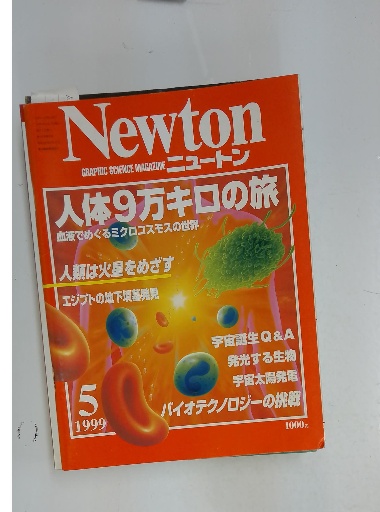 Newton
GRAPHIC SCIENCE MAGAZINE ニュートン
人体9万キロの旅
血液でめぐるミクロコスモスの世界
人類は火星をめざす
エジプトの地下墳墓発見
宇宙誕生Q&A
発光する生物
宇宙太陽発電
バイオテクノロジーの挑戦
5
1999
1000円